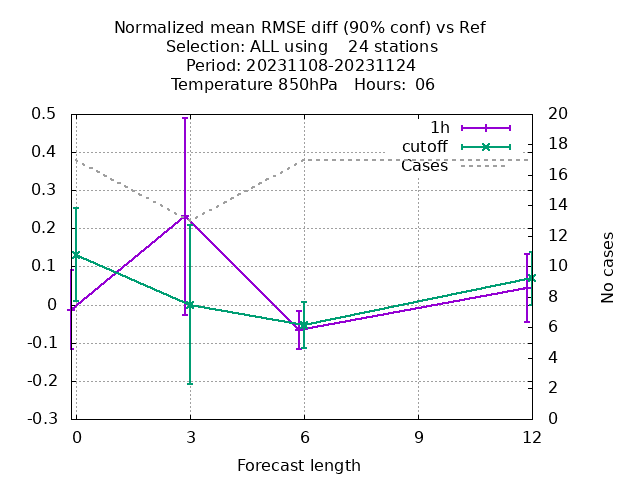 Normalized mean RMSE diff (90% conf) vs Ref
Selection: ALL using    24 stations
Period: 20231108-20231124
Temperature 850hPa   Hours:  06
0.5
0.4
0.3
0.2
0.1
0
-0.1
-0.2
-0.3
20
18
16
14
12
10
8
6
4
2
0
1h
cutoff
Cases
No cases
0 3 6 9 12
Forecast length